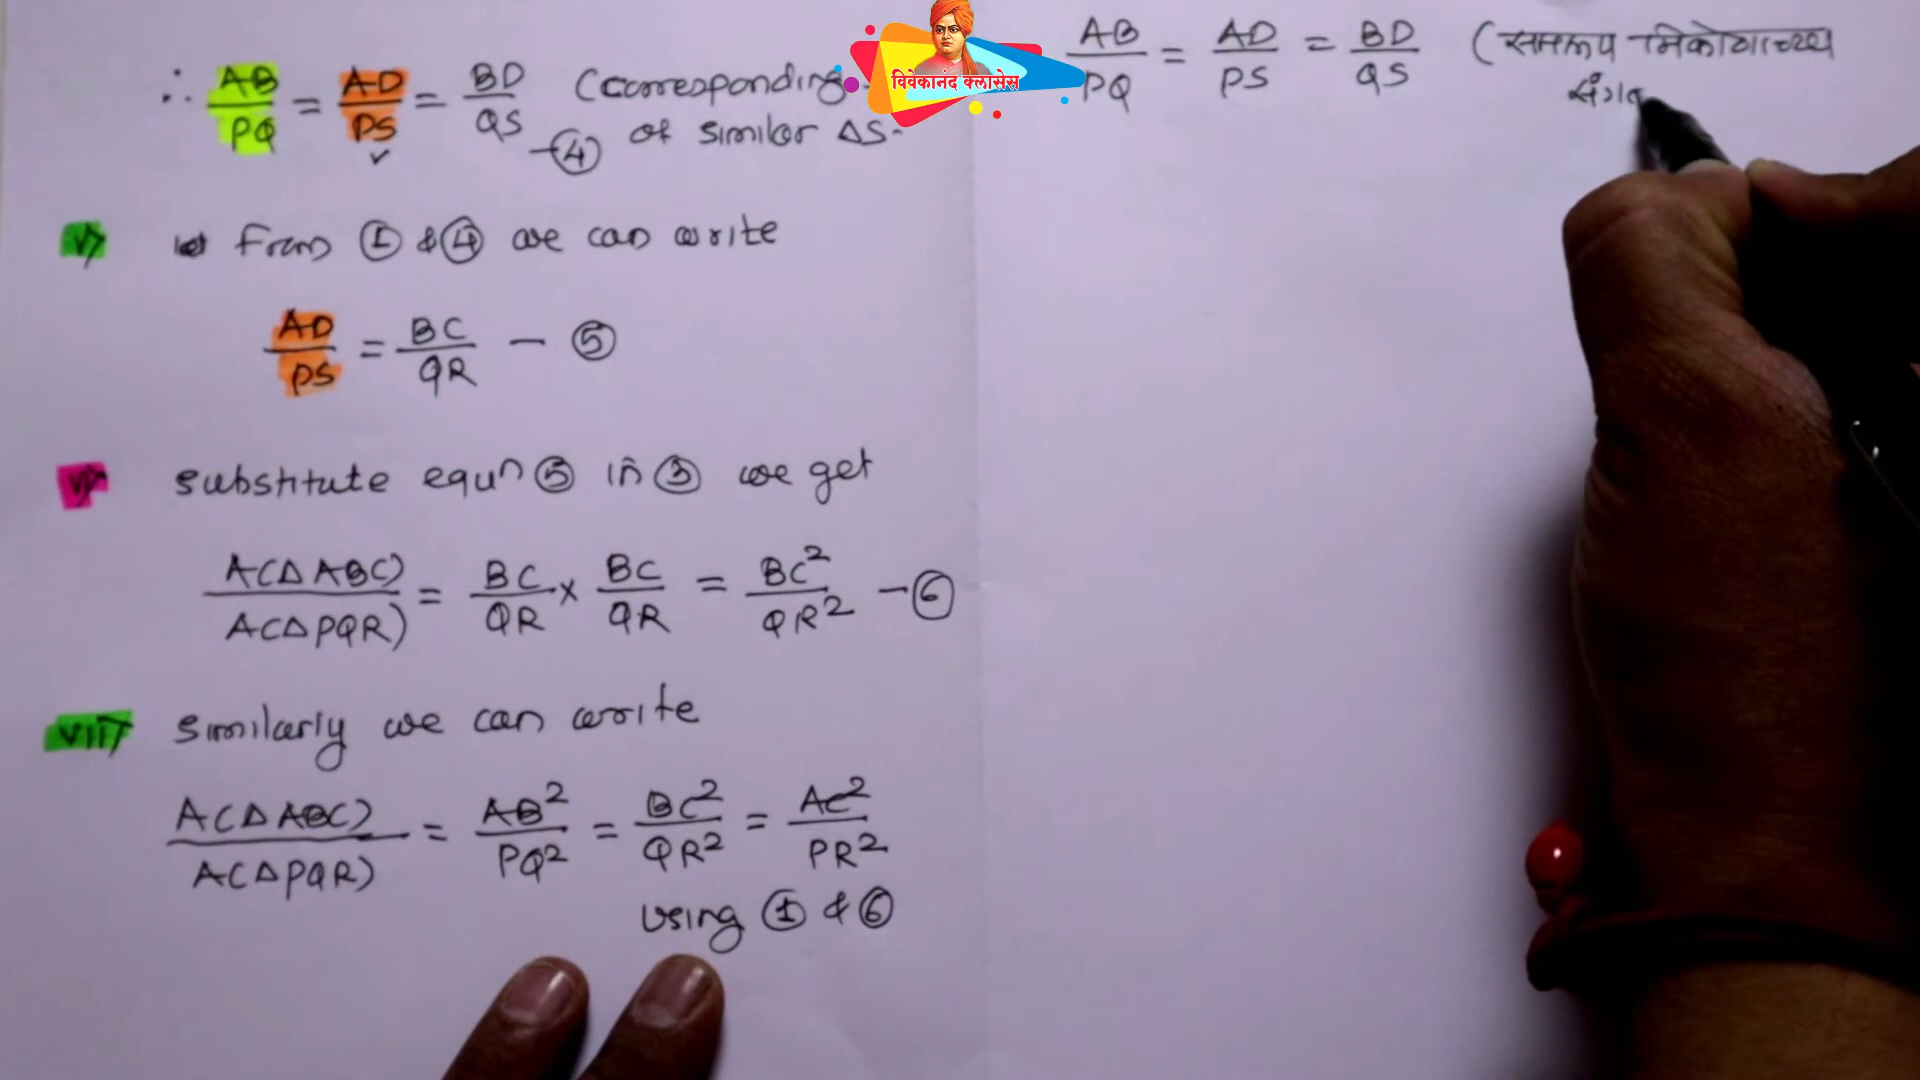 ∴ AB/PQ = AD/PS = BD/QS (corresponding
✓ -④ of similar ΔS.
विवेकानंद क्लासेस
v) From ① & ④ we can write
AD/PS = BC/QR - ⑤
substitute equn ⑤ in ③ we get
A(ΔABC)/A(ΔPQR) = BC/QR × BC/QR = BC²/QR² - ⑥
viii) similarly we can write
A(ΔABC)/A(ΔPQR) = AB²/PQ² = BC²/QR² = AC²/PR²
using ① & ⑥
AB/PQ = AD/PS = BD/QS (समरूप
संगत